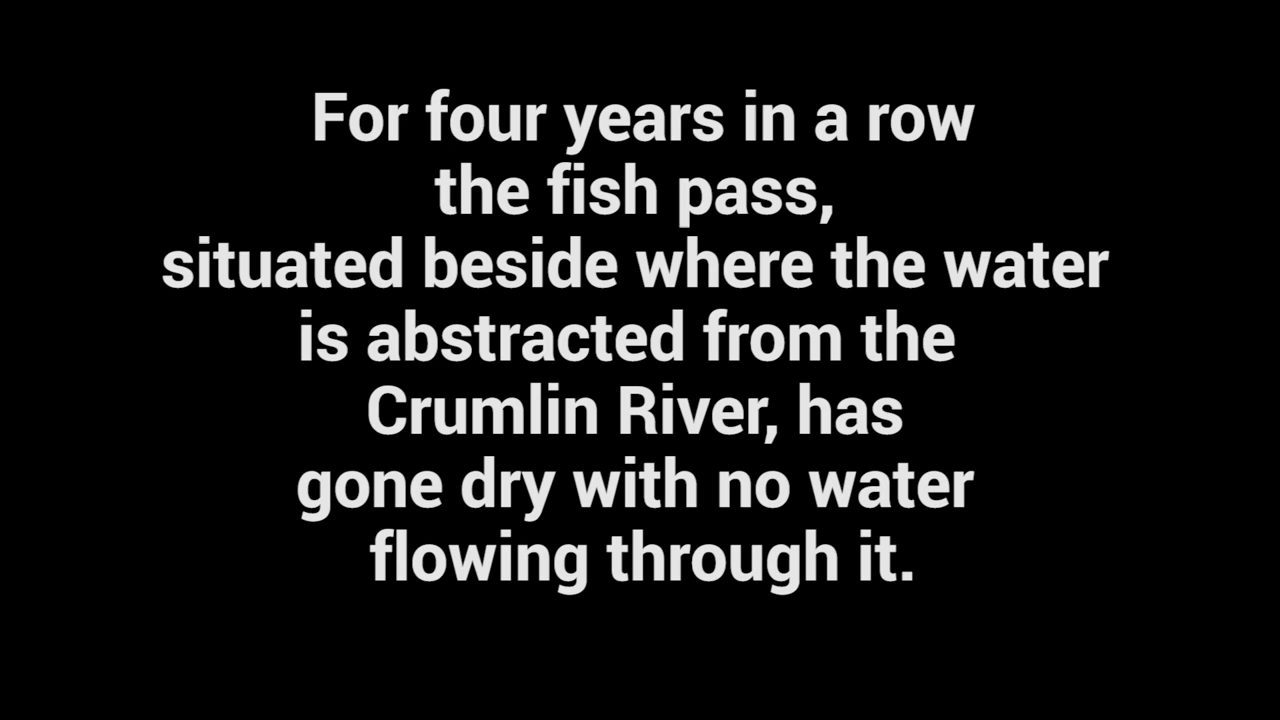 For four years in a row
the fish pass,
situated beside where the water
is abstracted from the
Crumlin River, has
gone dry with no water
flowing through it.